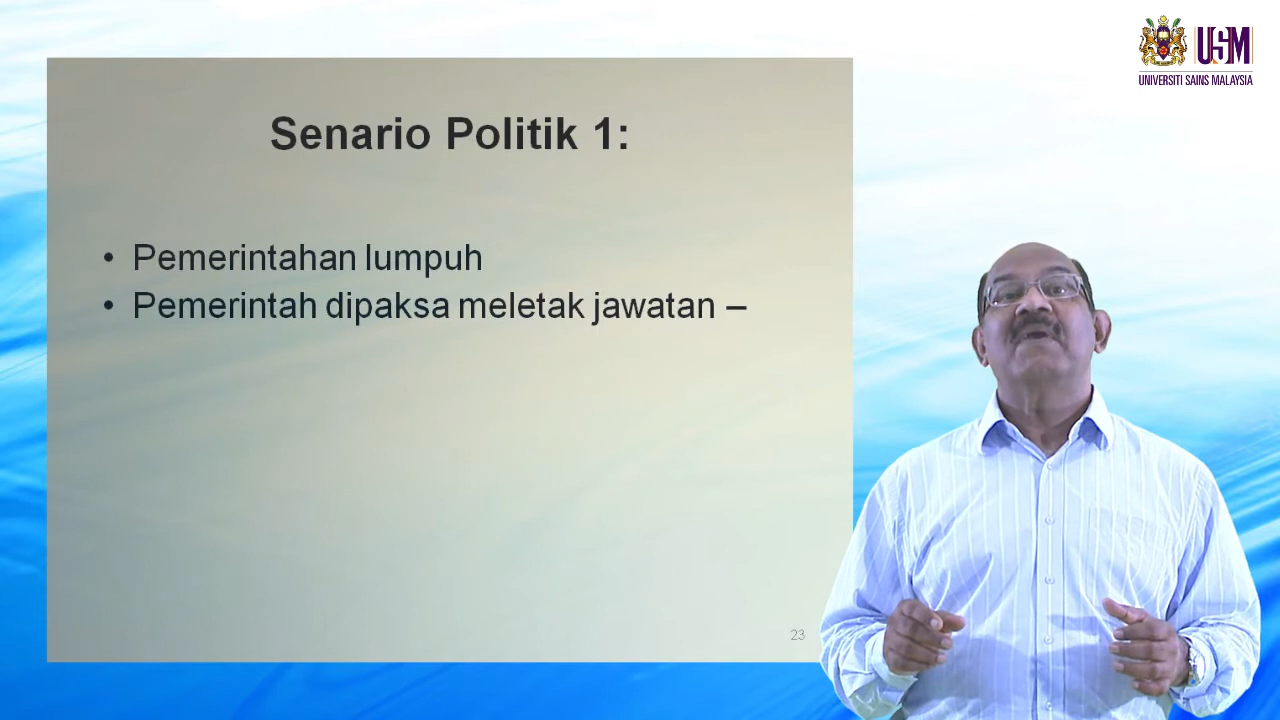 USM
UNIVERSITI SAINS MALAYSIA
Senario Politik 1:
• Pemerintahan lumpuh
• Pemerintah dipaksa meletak jawatan –
23